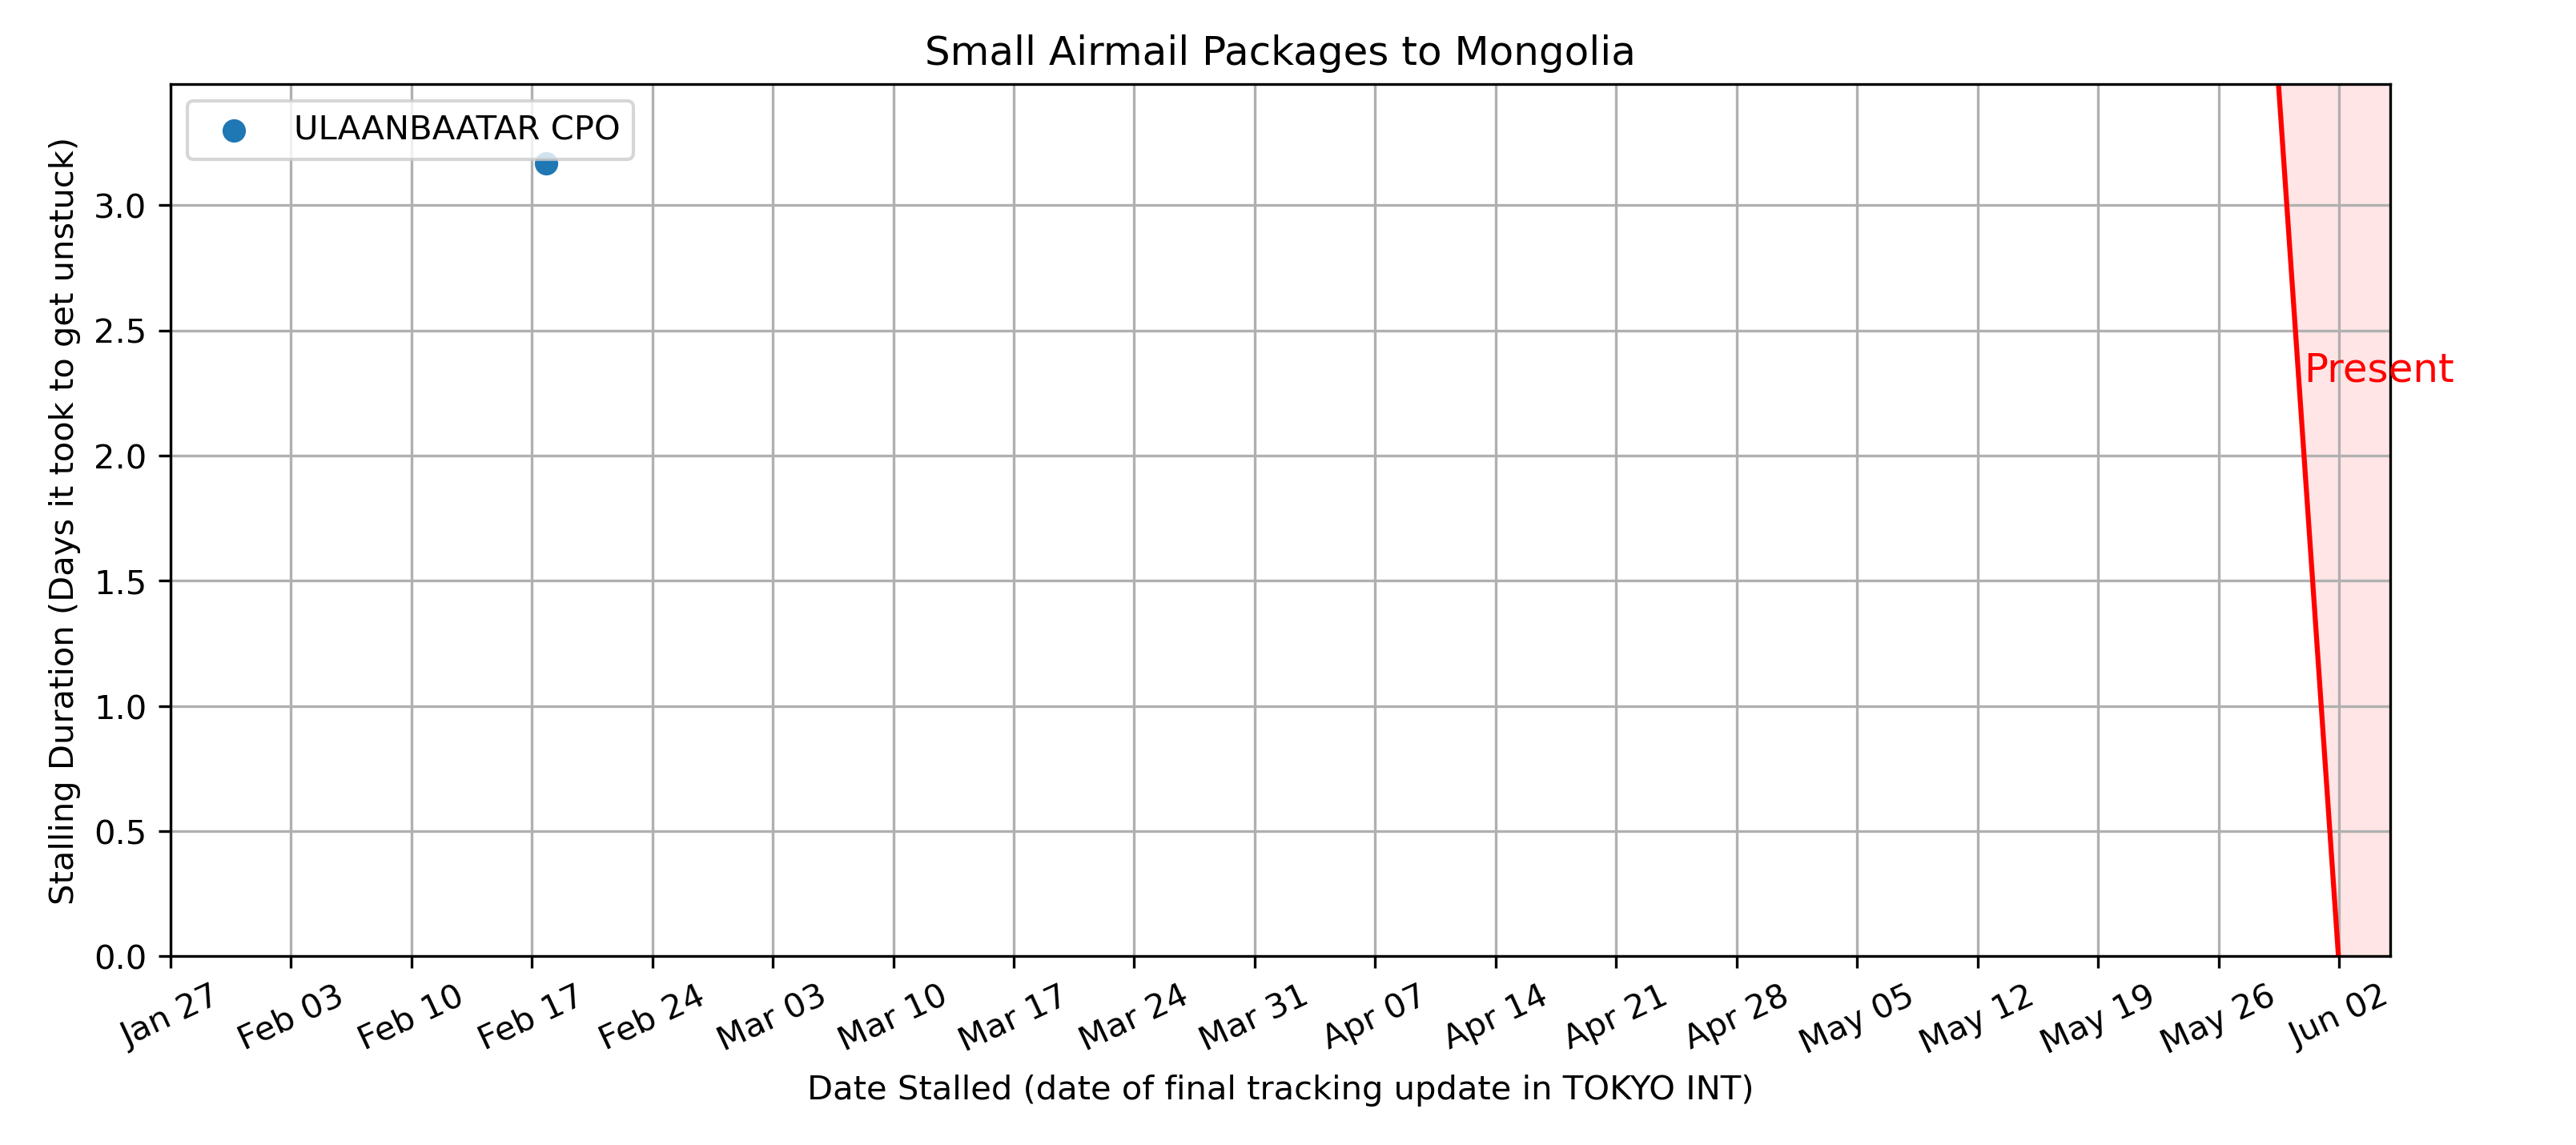 Small Airmail Packages to Mongolia
ULAANBAATAR CPO
Stalling Duration (Days it took to get unstuck)
3.0
2.5
2.0
1.5
1.0
0.5
0.0
Present
Jan 27
Feb 03
Feb 10
Feb 17
Feb 24
Mar 03
Mar 10
Mar 17
Mar 24
Mar 31
Apr 07
Apr 14
Apr 21
Apr 28
May 05
May 12
May 19
May 26
Jun 02
Date Stalled (date of final tracking update in TOKYO INT)